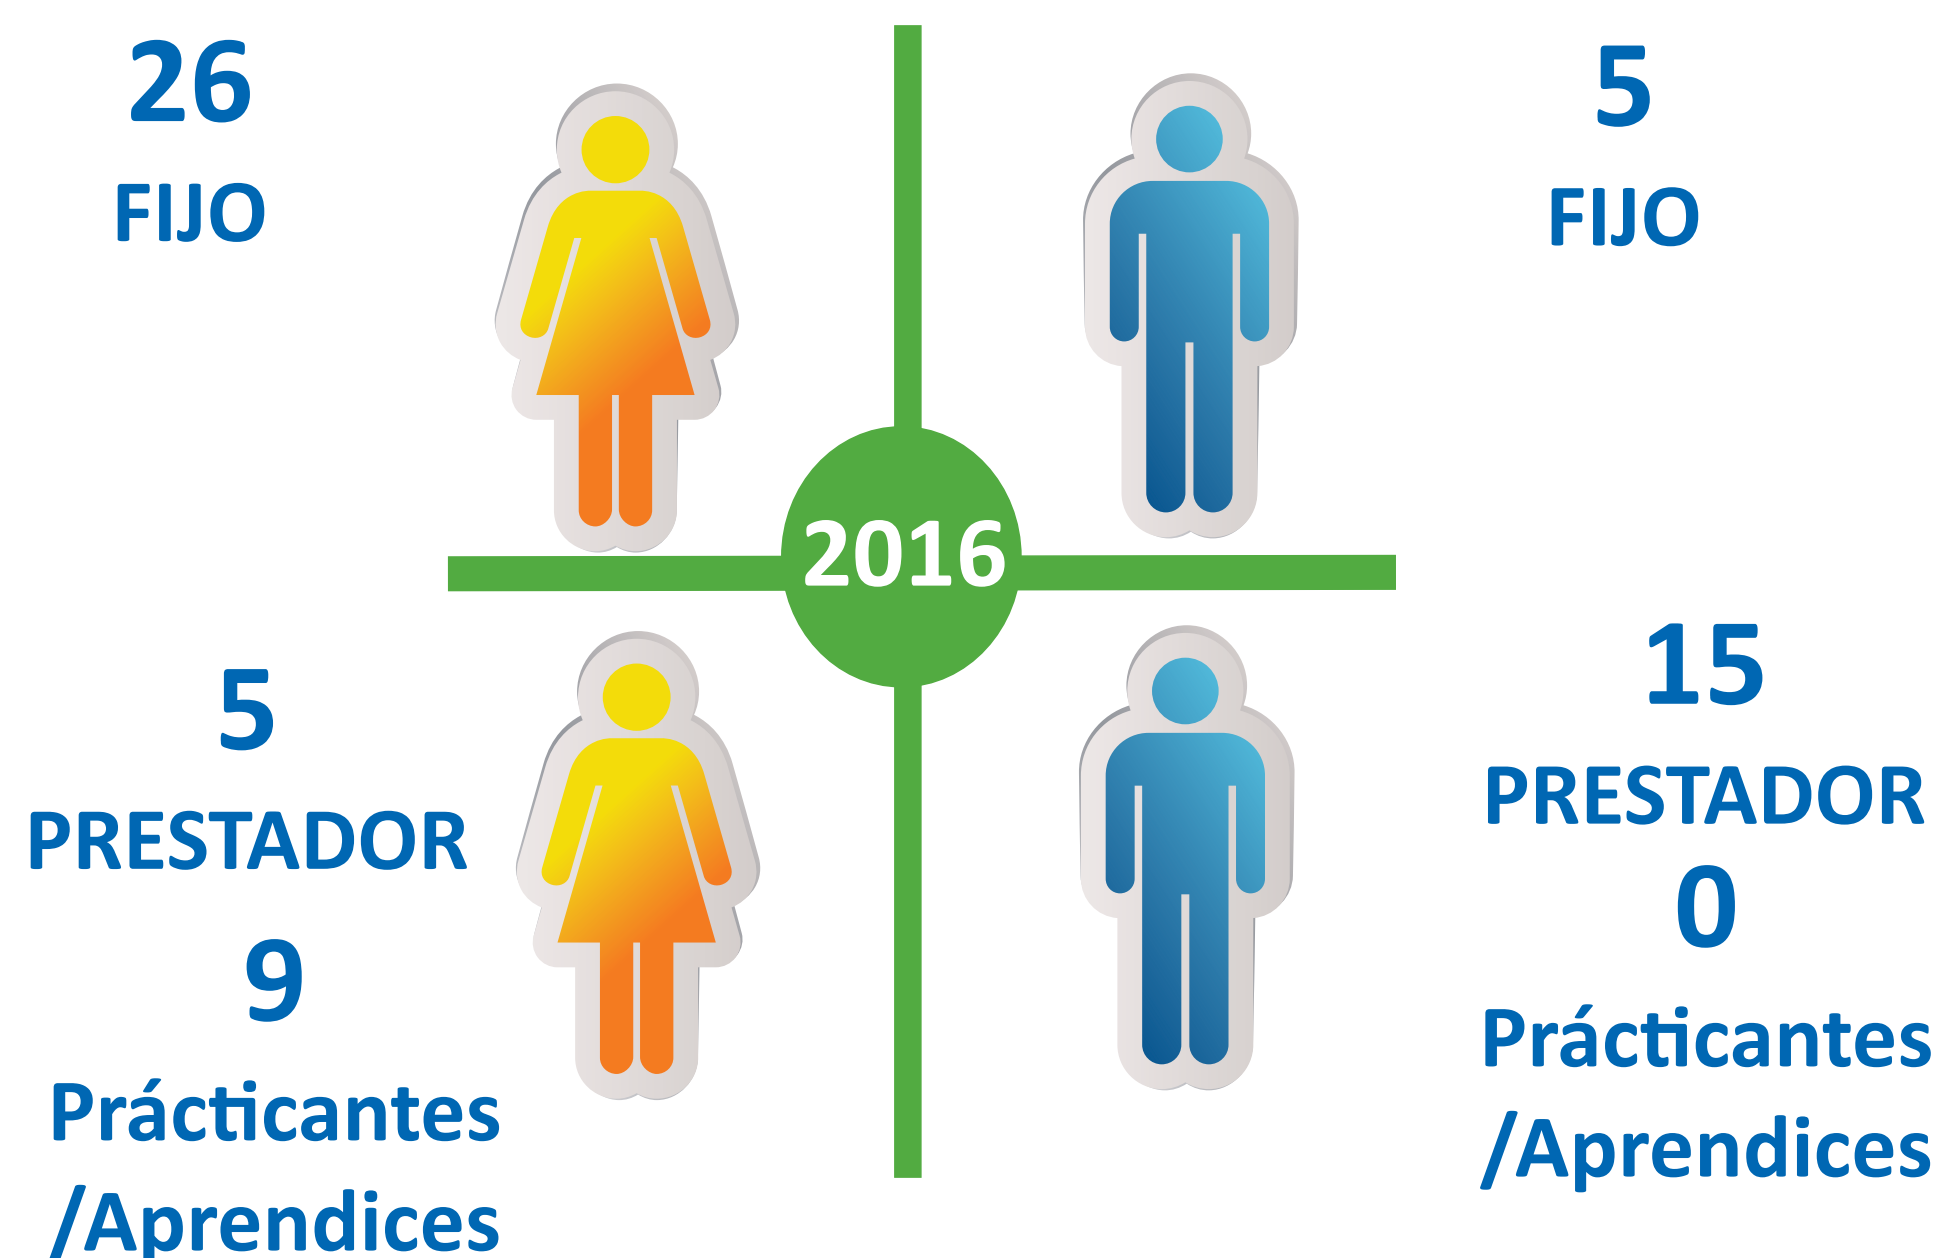 26
FIJO
5
FIJO
2016
5
PRESTADOR
9
Prácticantes
/Aprendices
15
PRESTADOR
0
Prácticantes
/Aprendices